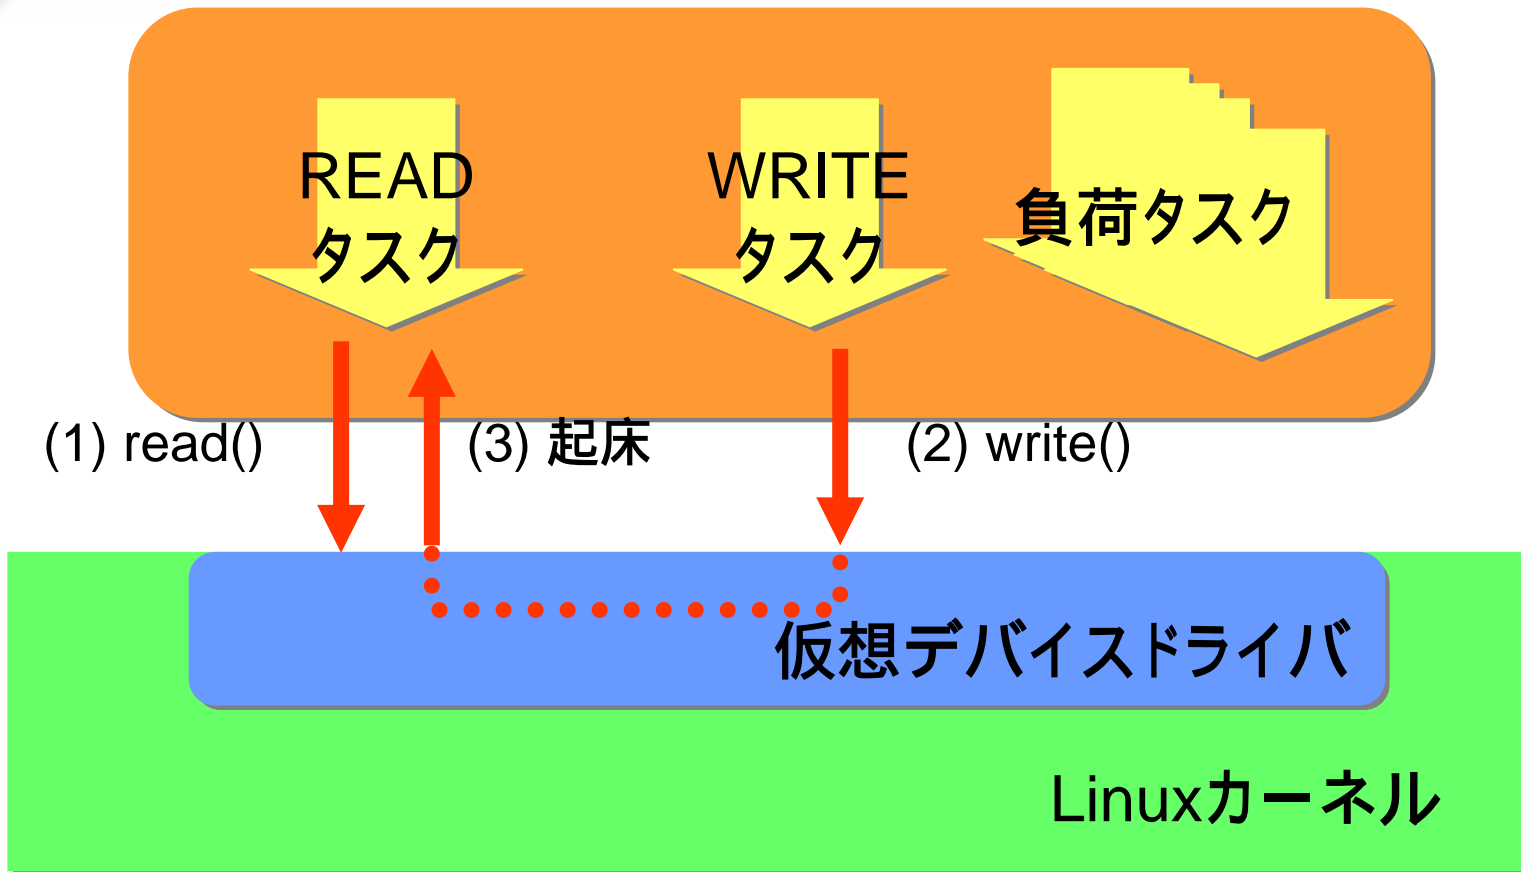 READ
タスク
WRITE
タスク
負荷タスク
(1) read()
(3) 起床
(2) write()
仮想デバイスドライバ
Linuxカーネル